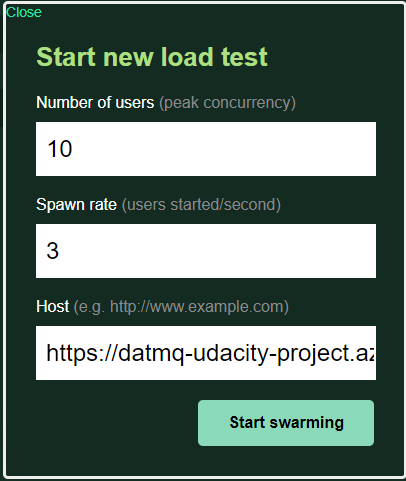 Close
Start new load test
Number of users (peak concurrency)
10
Spawn rate (users started/second)
3
Host (e.g. http://www.example.com)
https://datmq-udacity-project.az
Start swarming